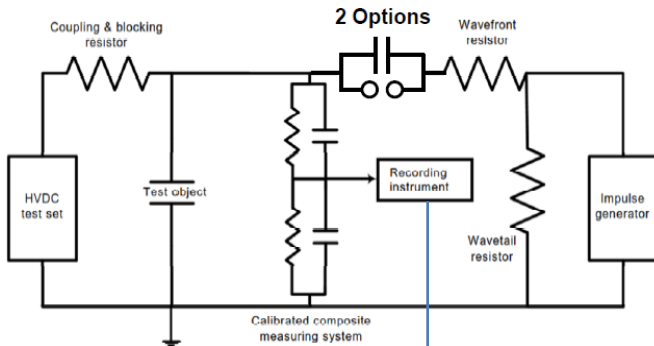 2 Options
Coupling & blocking
resistor
Wavefront
resistor
HVDC
test set
Test object
Recording
instrument
Impulse
generator
Wavetail
resistor
Calibrated composite
measuring system